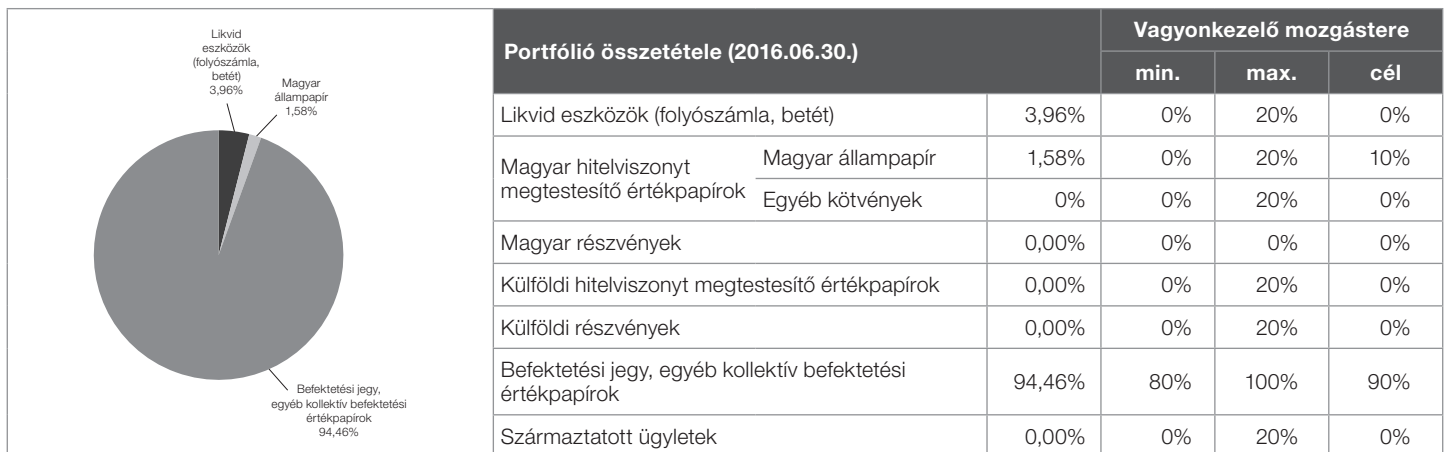 Likvid
eszközök
(folyószámla,
betét)
3,96%
Magyar
állampapír
1,58%
Befektetési jegy,
egyéb kollektív befektetési
értékpapírok
94,46%
Portfólió összetétele (2016.06.30.) Vagyonkezelő mozgástere
min. max. cél
Likvid eszközök (folyószámla, betét) 3,96% 0% 20% 0%
Magyar hitelviszonyt
megtestesítő értékpapírok
Magyar állampapír 1,58% 0% 20% 10%
Egyéb kötvények 0% 0% 20% 0%
Magyar részvények 0,00% 0% 0% 0%
Külföldi hitelviszonyt megtestesítő értékpapírok 0,00% 0% 20% 0%
Külföldi részvények 0,00% 0% 20% 0%
Befektetési jegy, egyéb kollektív befektetési
értékpapírok 94,46% 80% 100% 90%
Származtatott ügyletek 0,00% 0% 20% 0%